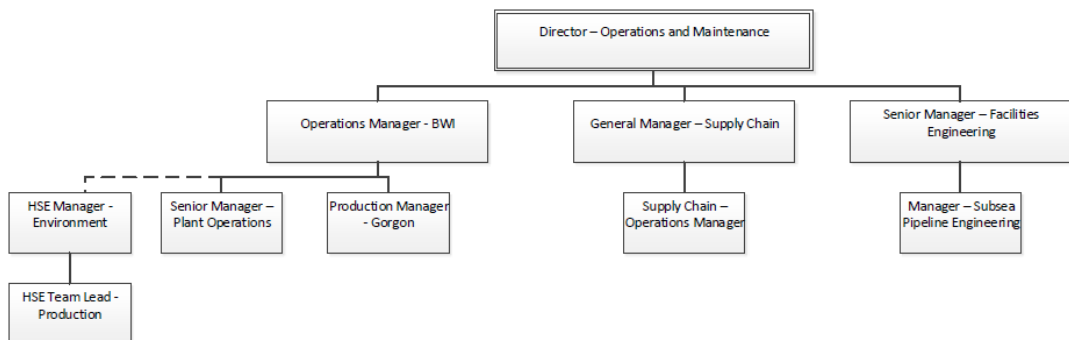 Director – Operations and Maintenance
Operations Manager - BWI
General Manager – Supply Chain
Senior Manager – Facilities
Engineering
HSE Manager -
Environment
Senior Manager –
Plant Operations
Production Manager
- Gorgon
Supply Chain –
Operations Manager
Manager – Subsea
Pipeline Engineering
HSE Team Lead -
Production